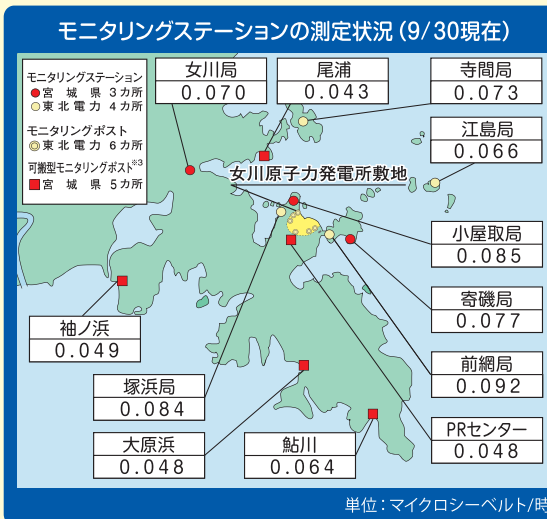 モニタリングステーションの測定状況(9/30現在)
モニタリングステーション
宮城県 3カ所
東北電力 4カ所
モニタリングポスト
東北電力 6カ所
可搬型モニタリングポスト※3
宮城県 5カ所
女川局
0.070
尾浦
0.043
寺間局
0.073
江島局
0.066
女川原子力発電所敷地
小屋取局
0.085
寄磯局
0.077
前網局
0.092
PRセンター
0.048
袖ノ浜
0.049
塚浜局
0.084
大原浜
0.048
鮎川
0.064
単位:マイクロシーベルト/時